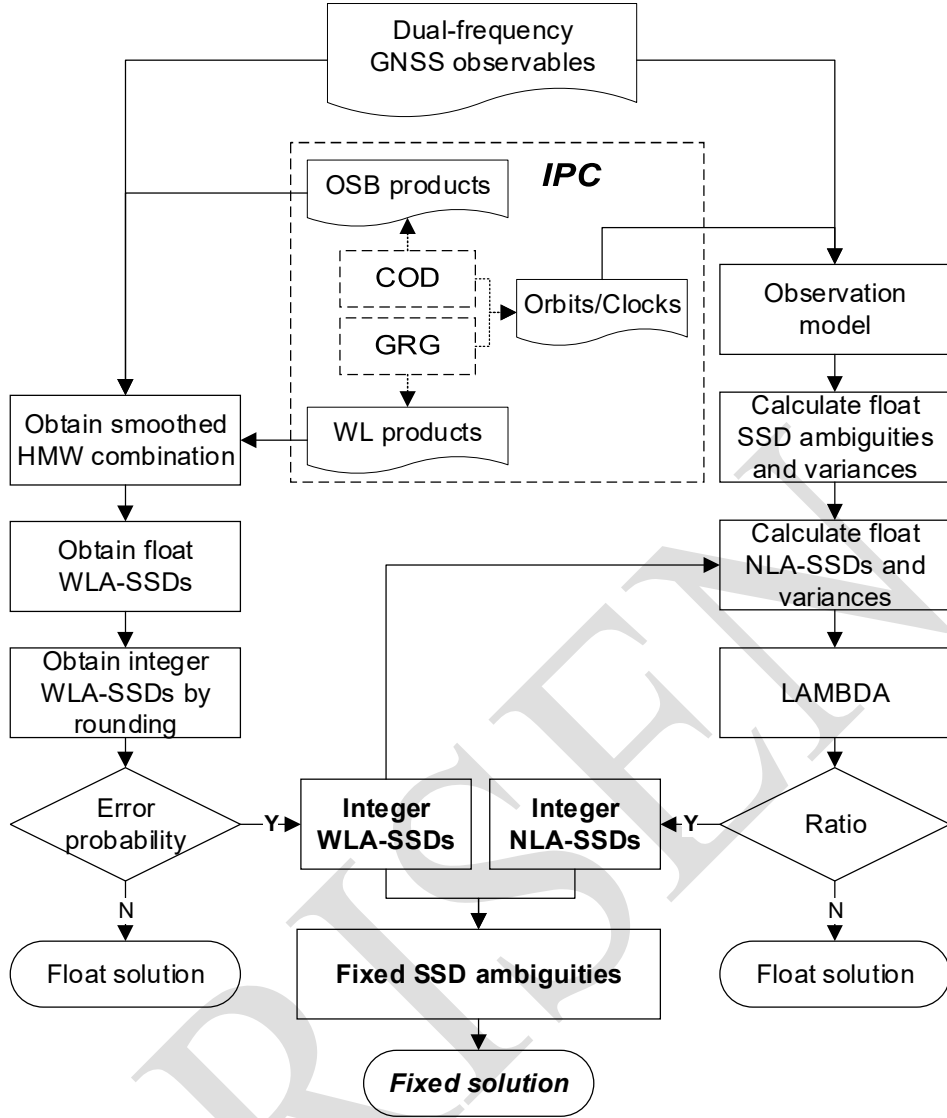 Dual-frequency
GNSS observables
IPC
OSB products
COD
GRG
Orbits/Clocks
WL products
Observation
model
Obtain smoothed
HMW combination
Calculate float
SSD ambiguities
and variances
Obtain float
WLA-SSDs
Calculate float
NLA-SSDs and
variances
Obtain integer
WLA-SSDs by
rounding
LAMBDA
Error
probability
Y
Integer
WLA-SSDs
Integer
NLA-SSDs
Y
Ratio
N
N
Float solution
Fixed SSD ambiguities
Float solution
Fixed solution
RISEN